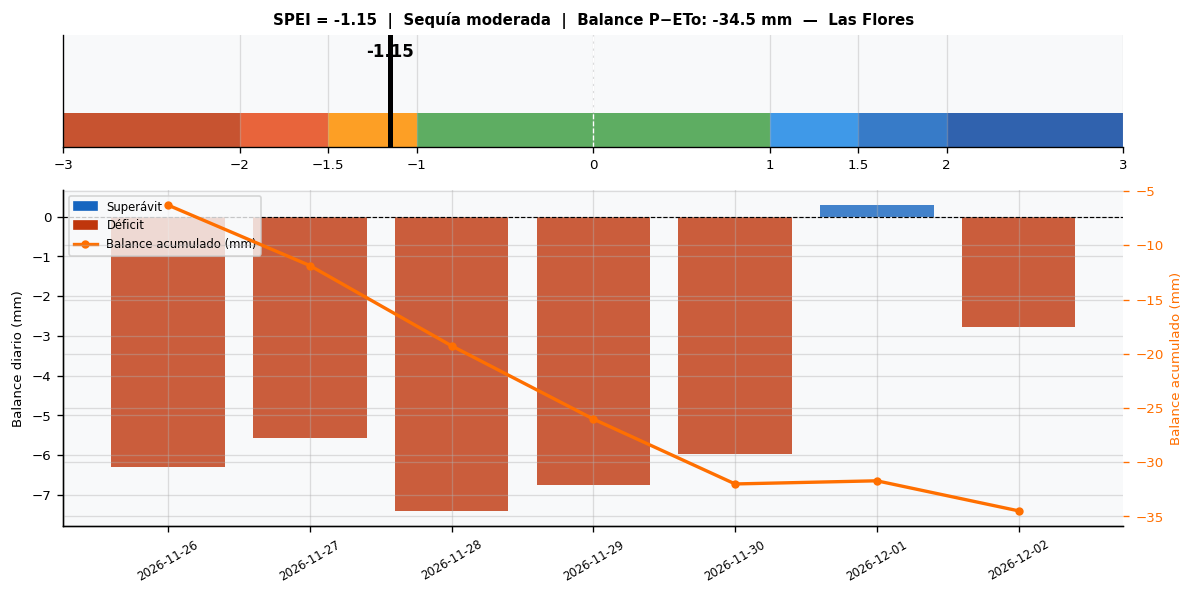 SPEI = -1.15  |  Sequía moderada  |  Balance P−ETo: -34.5 mm  —  Las Flores
-1.15
−3 −2 −1.5 −1 0 1 1.5 2 3
Superávit
Déficit
Balance acumulado (mm)
Balance diario (mm)
0
−1
−2
−3
−4
−5
−6
−7
−5
−10
−15
−20
−25
−30
−35
Balance acumulado (mm)
2026-11-26 2026-11-27 2026-11-28 2026-11-29 2026-11-30 2026-12-01 2026-12-02